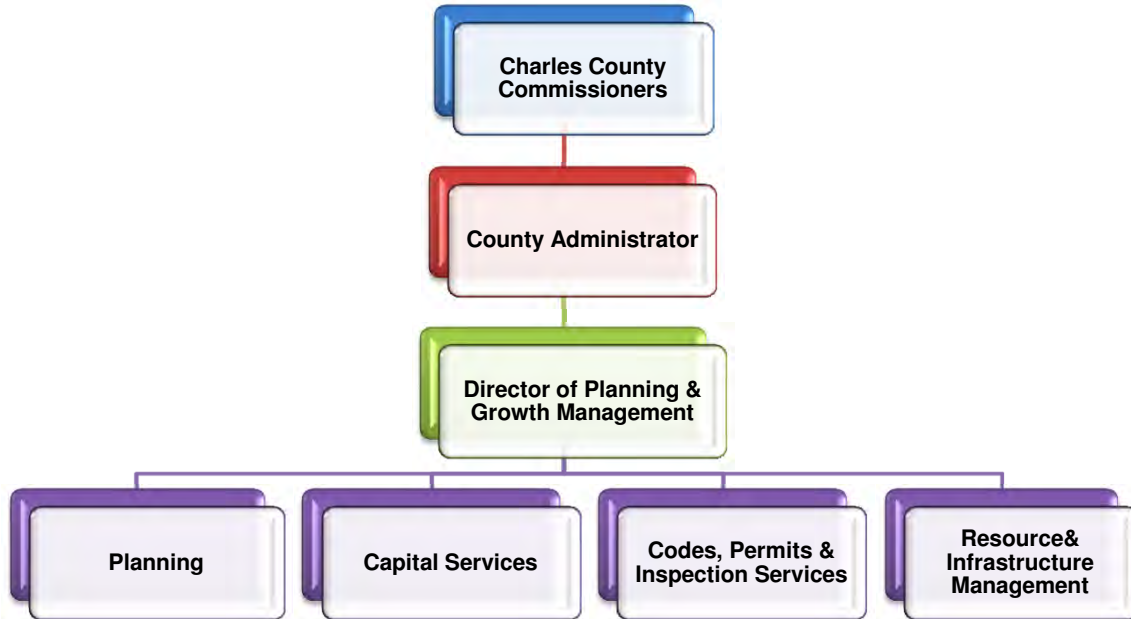 Charles County
Commissioners
County Administrator
Director of Planning &
Growth Management
Planning
Capital Services
Codes, Permits &
Inspection Services
Resource&
Infrastructure
Management